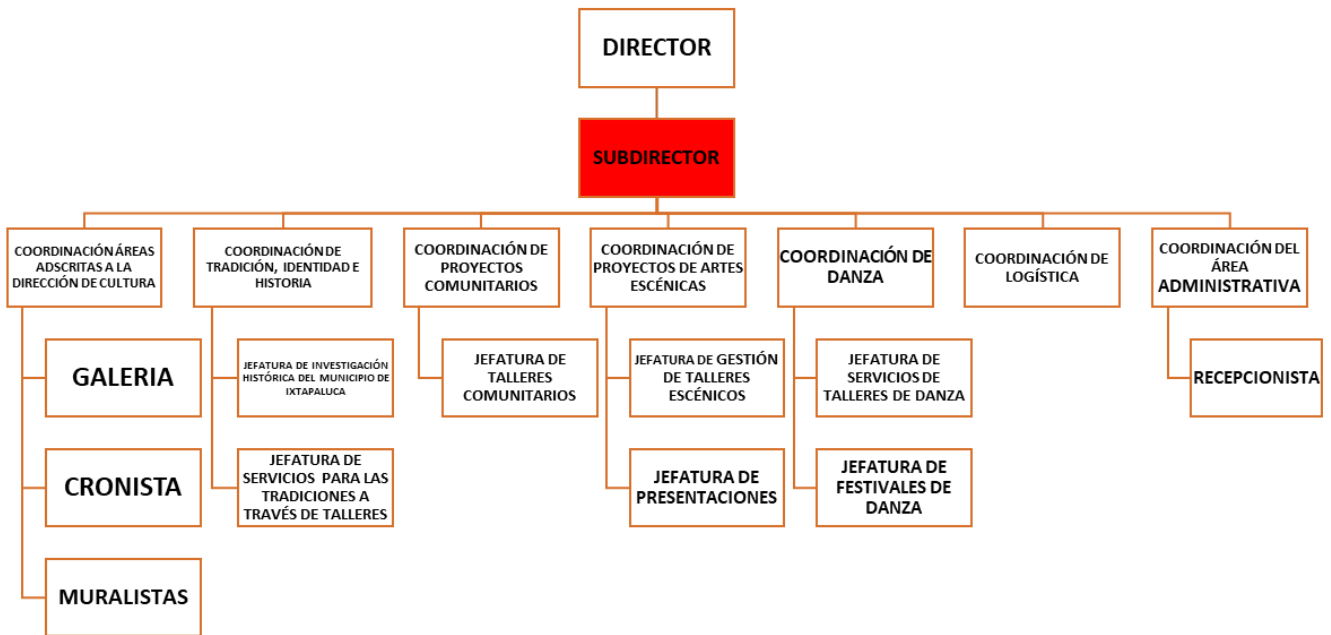 DIRECTOR
SUBDIRECTOR
COORDINACIÓN ÁREAS
ADSCRITAS A LA
DIRECCIÓN DE CULTURA
COORDINACIÓN DE
TRADICIÓN, IDENTIDAD E
HISTORIA
COORDINACIÓN DE
PROYECTOS
COMUNITARIOS
COORDINACIÓN DE
PROYECTOS DE ARTES
ESCÉNICAS
COORDINACIÓN DE
DANZA
COORDINACIÓN DE
LOGÍSTICA
COORDINACIÓN DEL
ÁREA
ADMINISTRATIVA
GALERIA
CRONISTA
MURALISTAS
JEFATURA DE INVESTIGACIÓN
HISTÓRICA DEL MUNICIPIO DE
IXTAPALUCA
JEFATURA DE
SERVICIOS PARA LAS
TRADICIONES A
TRAVÉS DE TALLERES
JEFATURA DE
TALLERES
COMUNITARIOS
JEFATURA DE GESTIÓN
DE TALLERES
ESCÉNICOS
JEFATURA DE
PRESENTACIONES
JEFATURA DE
SERVICIOS DE
TALLERES DE DANZA
JEFATURA DE
FESTIVALES DE
DANZA
RECEPCIONISTA